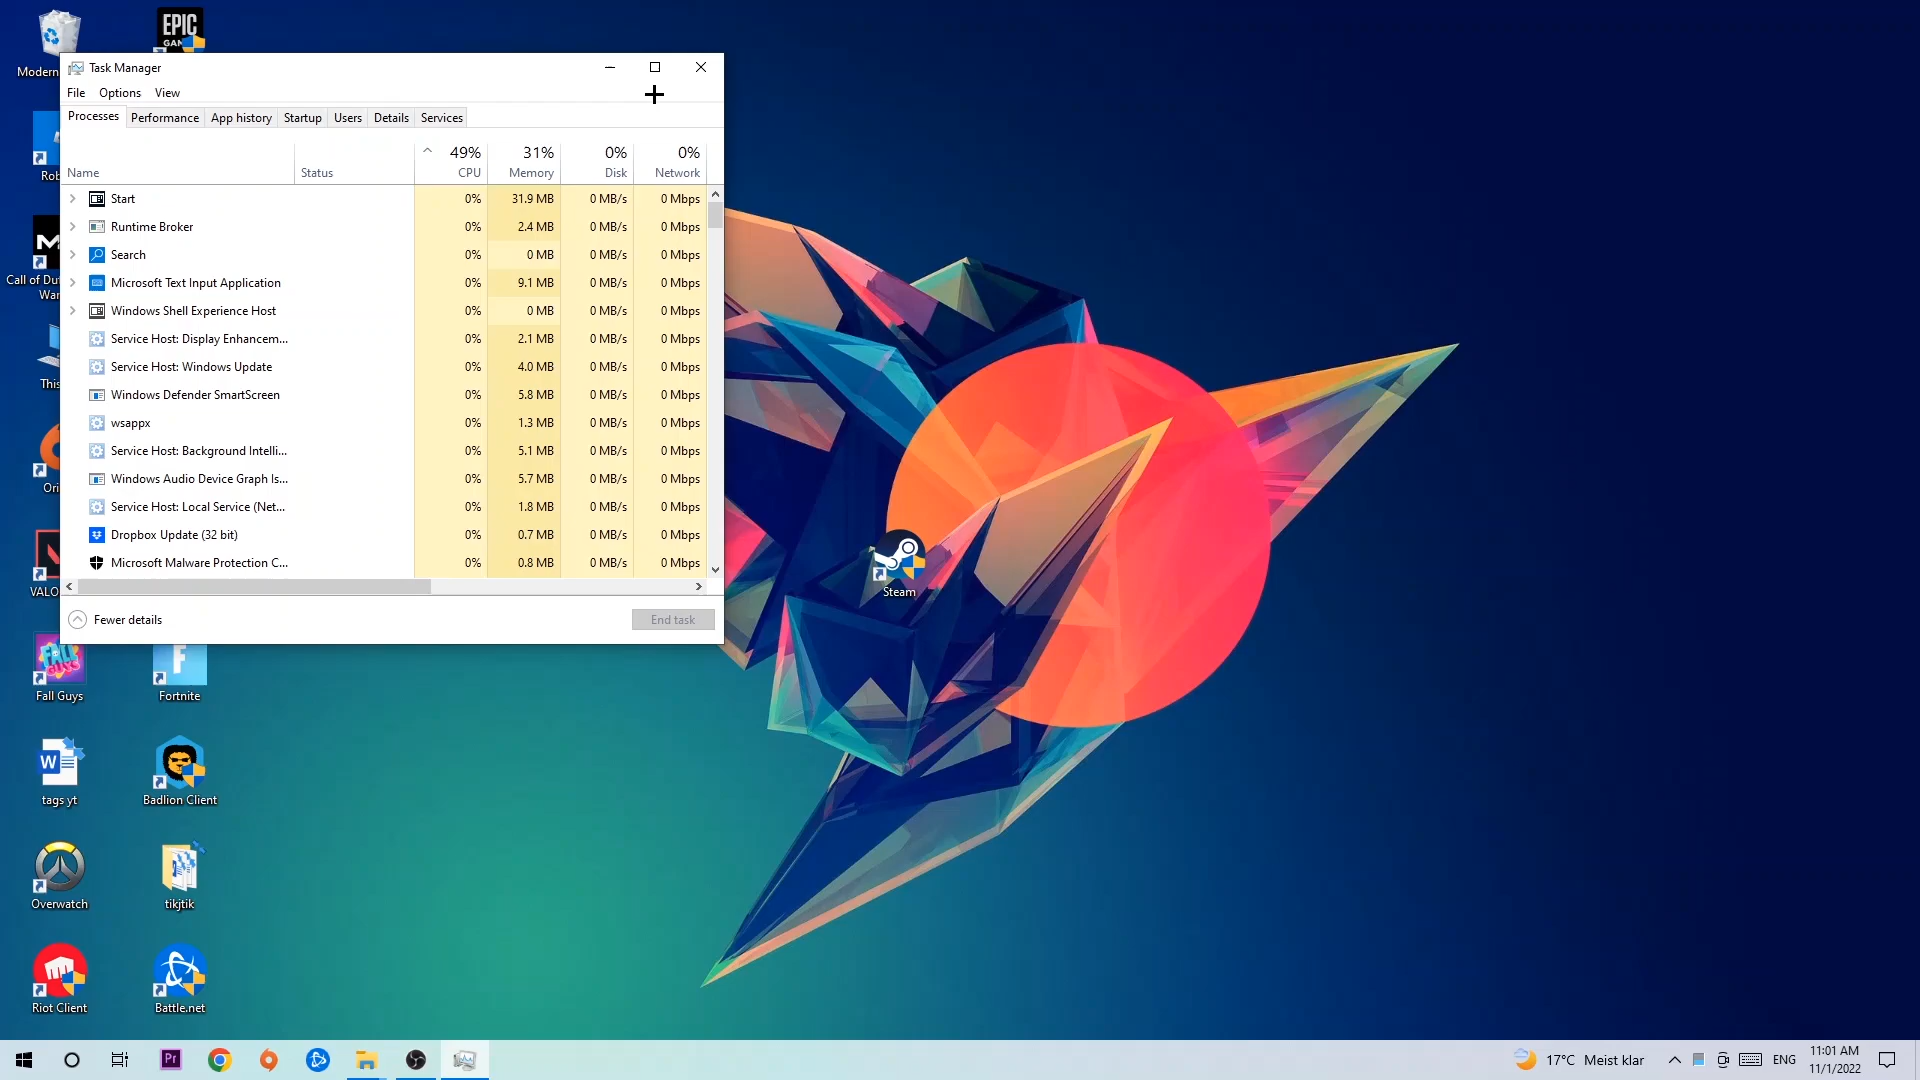 EPIC
GAM
Modern
Task Manager
File Options View
Processes Performance App history Startup Users Details Services
49% 31% 0% 0%
Name Status CPU Memory Disk Network
Start 0% 31.9 MB 0 MB/s 0 Mbps
Runtime Broker 0% 2.4 MB 0 MB/s 0 Mbps
Search 0% 0 MB 0 MB/s 0 Mbps
Microsoft Text Input Application 0% 9.1 MB 0 MB/s 0 Mbps
Windows Shell Experience Host 0% 0 MB 0 MB/s 0 Mbps
Service Host: Display Enhancem... 0% 2.1 MB 0 MB/s 0 Mbps
Service Host: Windows Update 0% 4.0 MB 0 MB/s 0 Mbps
Windows Defender SmartScreen 0% 5.8 MB 0 MB/s 0 Mbps
wsappx 0% 1.3 MB 0 MB/s 0 Mbps
Service Host: Background Intelli... 0% 5.1 MB 0 MB/s 0 Mbps
Windows Audio Device Graph Is... 0% 5.7 MB 0 MB/s 0 Mbps
Service Host: Local Service (Net... 0% 1.8 MB 0 MB/s 0 Mbps
Dropbox Update (32 bit) 0% 0.7 MB 0 MB/s 0 Mbps
Microsoft Malware Protection C... 0% 0.8 MB 0 MB/s 0 Mbps
Fewer details End task
Rob
Call of Du
War
This
Ori
VALO
Steam
Fall Guys
Fortnite
tags yt
Badlion Client
Overwatch
tikjtik
Riot Client
Battle.net
Pr
17°C Meist klar
ENG
11:01 AM
11/1/2022